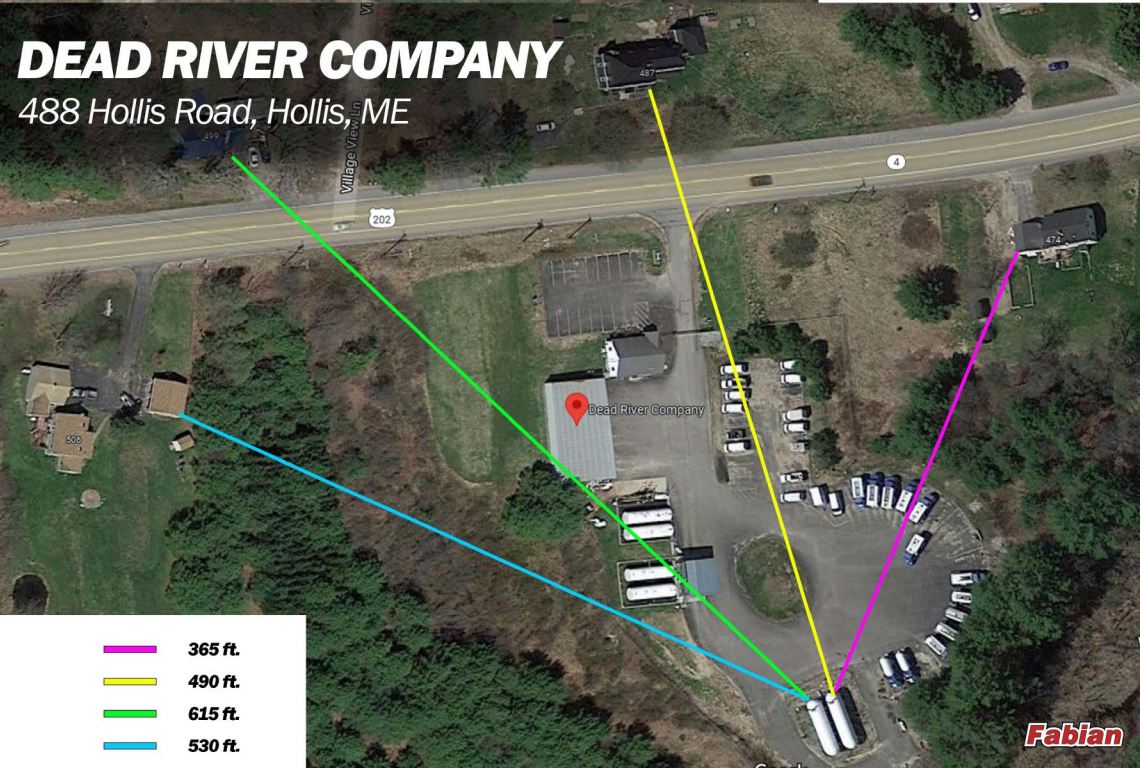 DEAD RIVER COMPANY
488 Hollis Road, Hollis, ME
487
499
Village View Ln
4
202
474
Dead River Company
506
365 ft.
490 ft.
615 ft.
530 ft.
Fabian